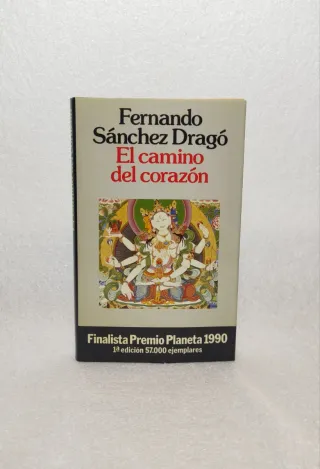 Fernando
Sánchez Dragó
El camino
del corazón
Finalista Premio Planeta 1990
1ª edición 57.000 ejemplares